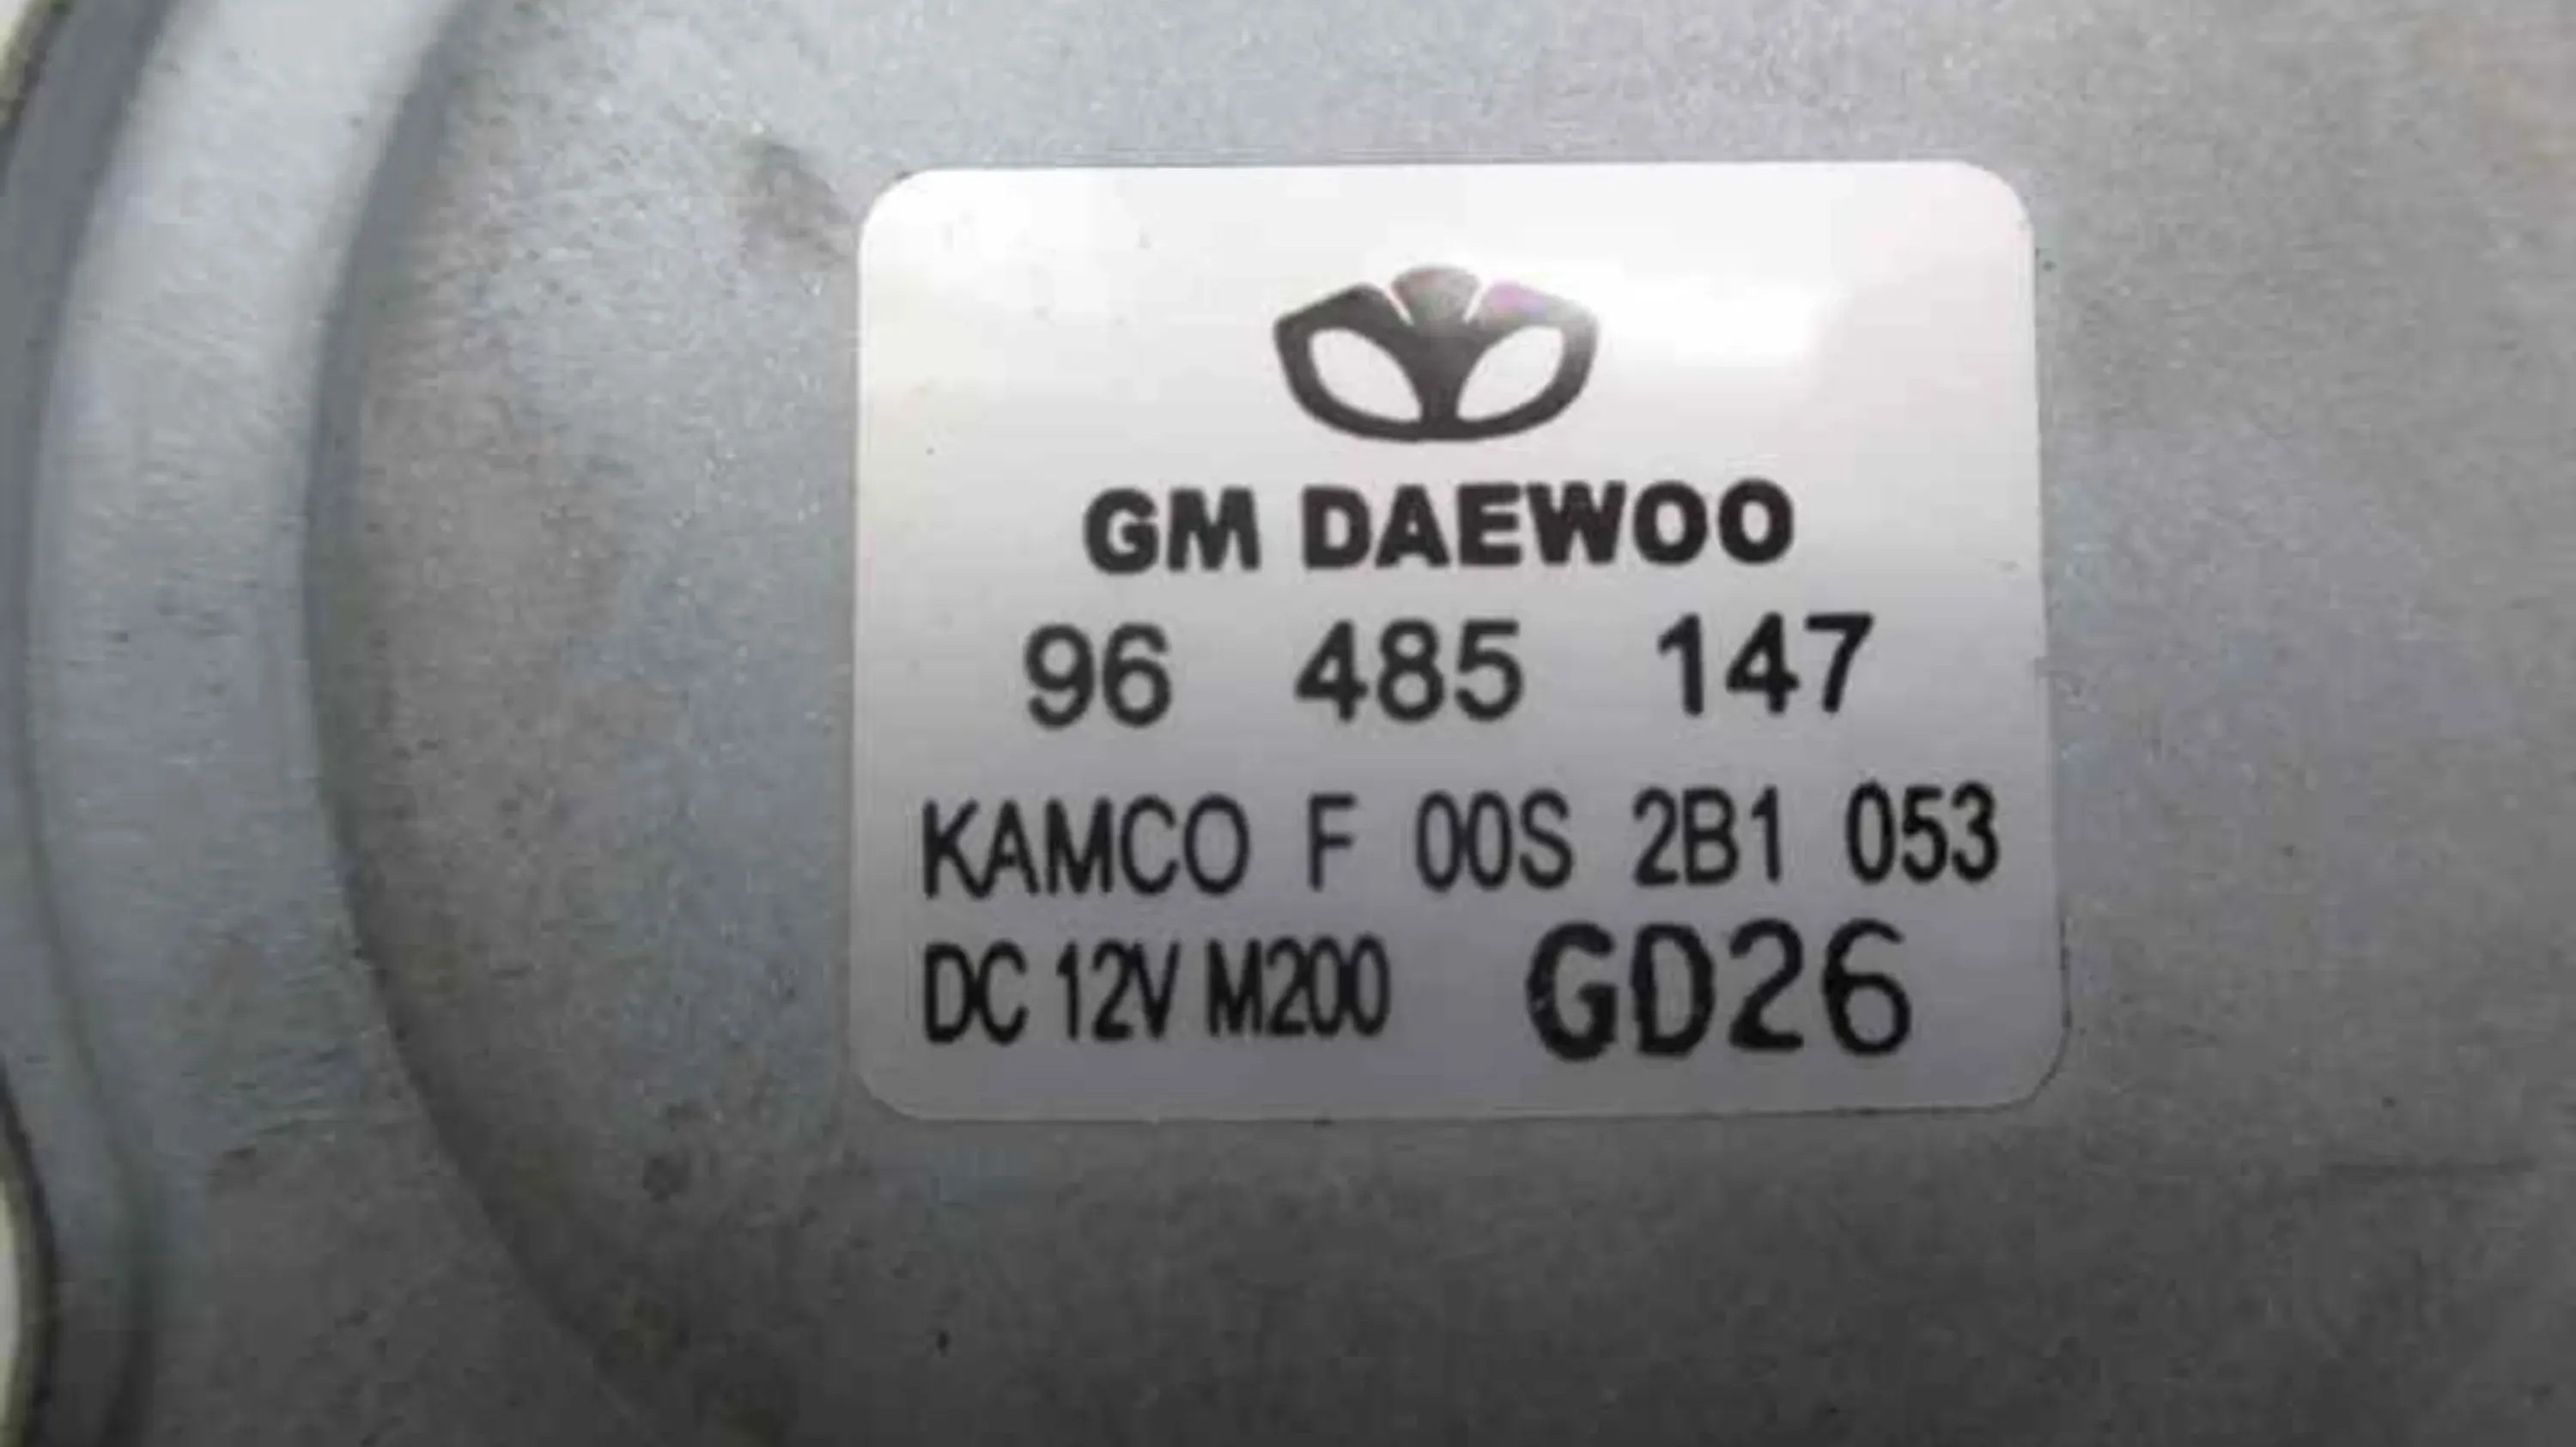 GM DAEWOO
96 485 147
KAMCO F 00S 2B1 053
DC 12V M200 GD26